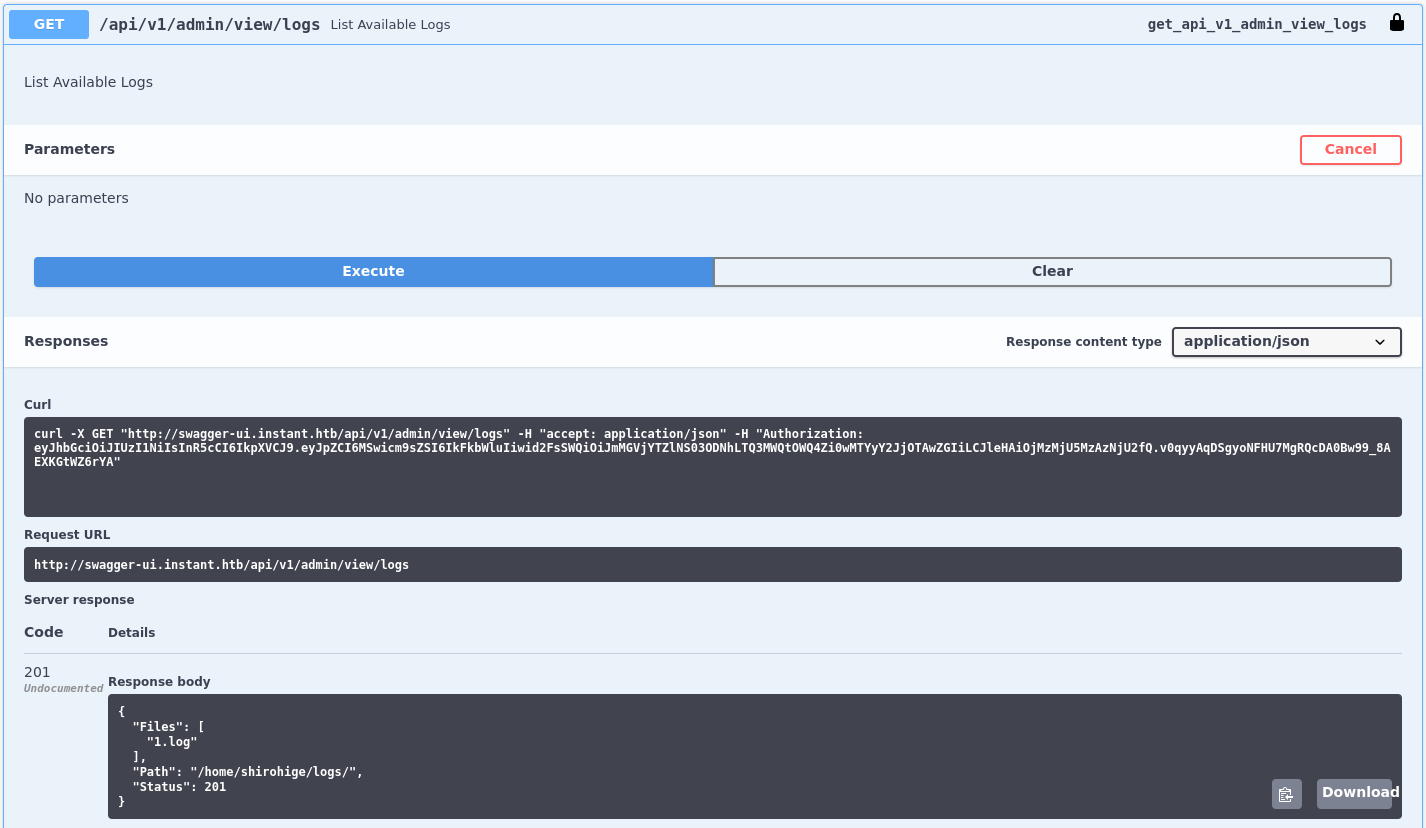 GET /api/v1/admin/view/logs List Available Logs get_api_v1_admin_view_logs
List Available Logs
Parameters Cancel
No parameters
Execute Clear
Responses Response content type application/json
Curl
curl -X GET "http://swagger-ui.instant.htb/api/v1/admin/view/logs" -H "accept: application/json" -H "Authorization:
eyJhbGciOiJIUzI1NiIsInR5cCI6IkpXVCJ9.eyJpZCI6MSwicm9sZSI6IkFkbWluIiwid2FsSWQiOiJmMGVjYTZlNS03ODNhLTQ3MWQtOWQ4Zi0wMTYyY2JjOTAwZGIiLCJleHAiOjMzMjU5MzAzNjU2fQ.v0qyyAqDSgyoNFHU7MgRQcDA0Bw99_8A
EXKGtWZ6rYA"
Request URL
http://swagger-ui.instant.htb/api/v1/admin/view/logs
Server response
Code Details
201
Undocumented
Response body
{
  "Files": [
    "1.log"
  ],
  "Path": "/home/shirohige/logs/",
  "Status": 201
}
Download